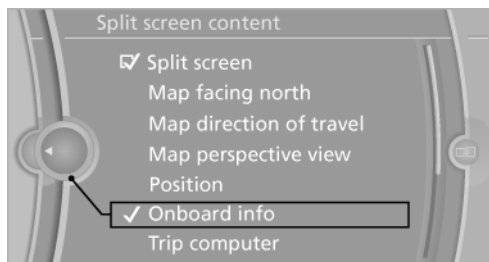 Split screen content
Split screen
Map facing north
Map direction of travel
Map perspective view
Position
Onboard info
Trip computer